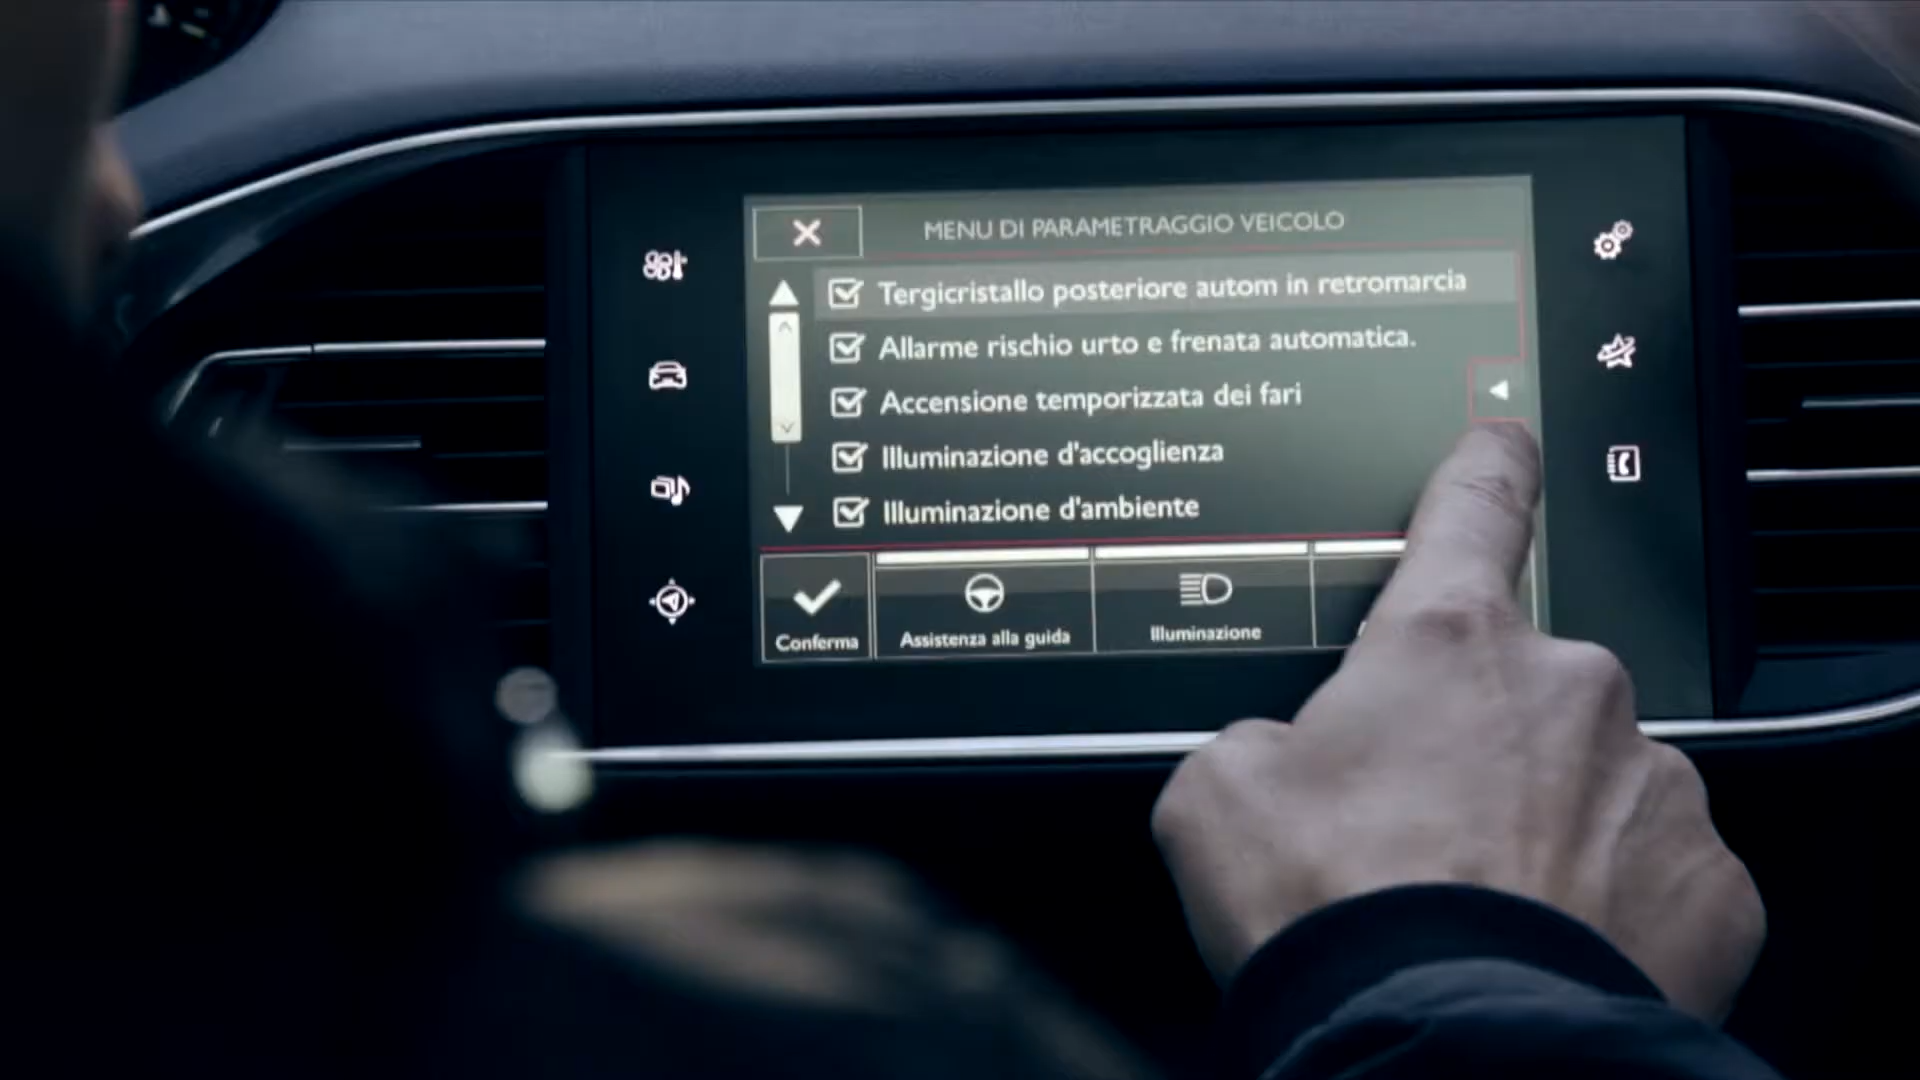 MENU DI PARAMETRAGGIO VEICOLO
Tergicristallo posteriore autom in retromarcia
Allarme rischio urto e frenata automatica.
Accensione temporizzata dei fari
Illuminazione d'accoglienza
Illuminazione d'ambiente
Conferma
Assistenza alla guida
Illuminazione